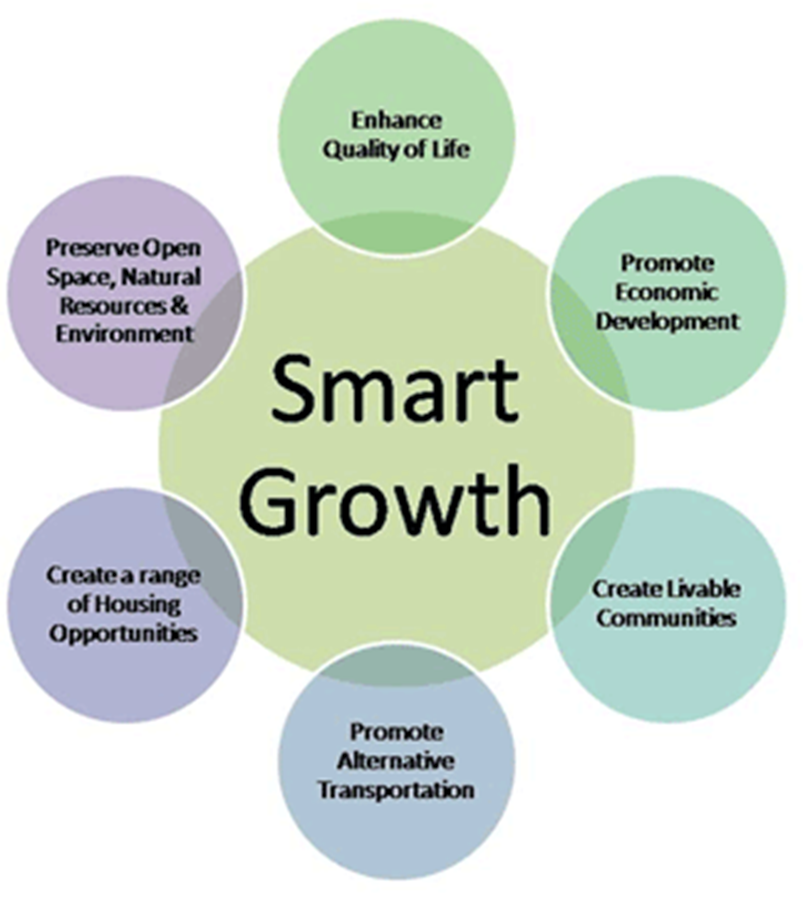 Enhance
Quality of Life
Preserve Open
Space, Natural
Resources &
Environment
Promote
Economic
Development
Smart
Growth
Create a range
of Housing
Opportunities
Create Livable
Communities
Promote
Alternative
Transportation